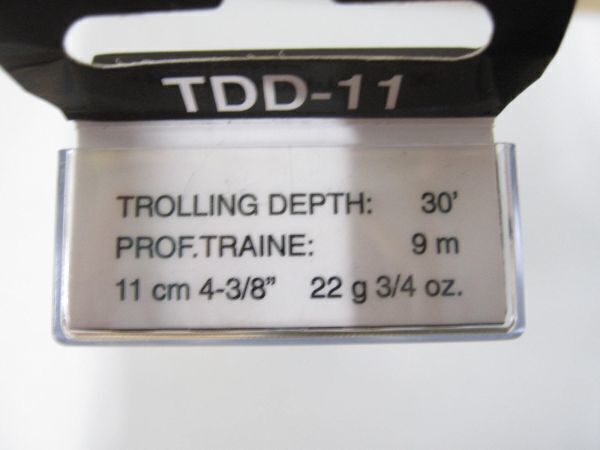 TDD-11
TROLLING DEPTH: 30'
PROF.TRAINE: 9 m
11 cm 4-3/8" 22 g 3/4 oz.